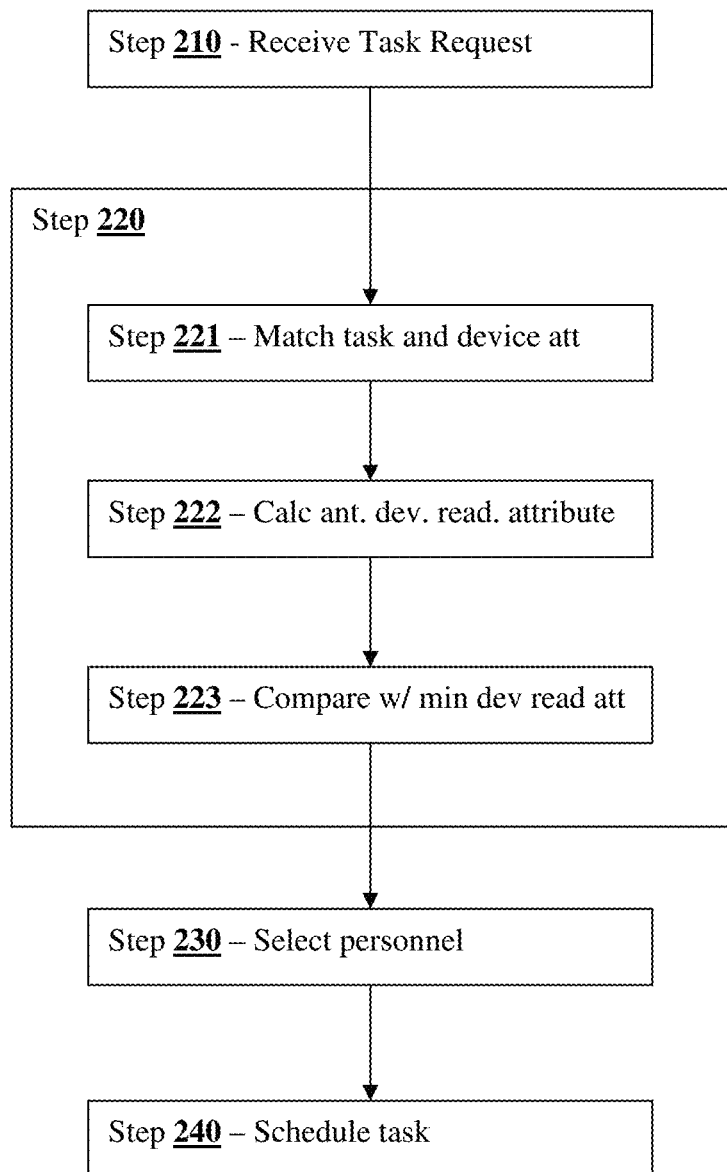 Step 210 - Receive Task Request
Step 220
Step 221 – Match task and device att
Step 222 – Calc ant. dev. read. attribute
Step 223 – Compare w/ min dev read att
Step 230 – Select personnel
Step 240 – Schedule task